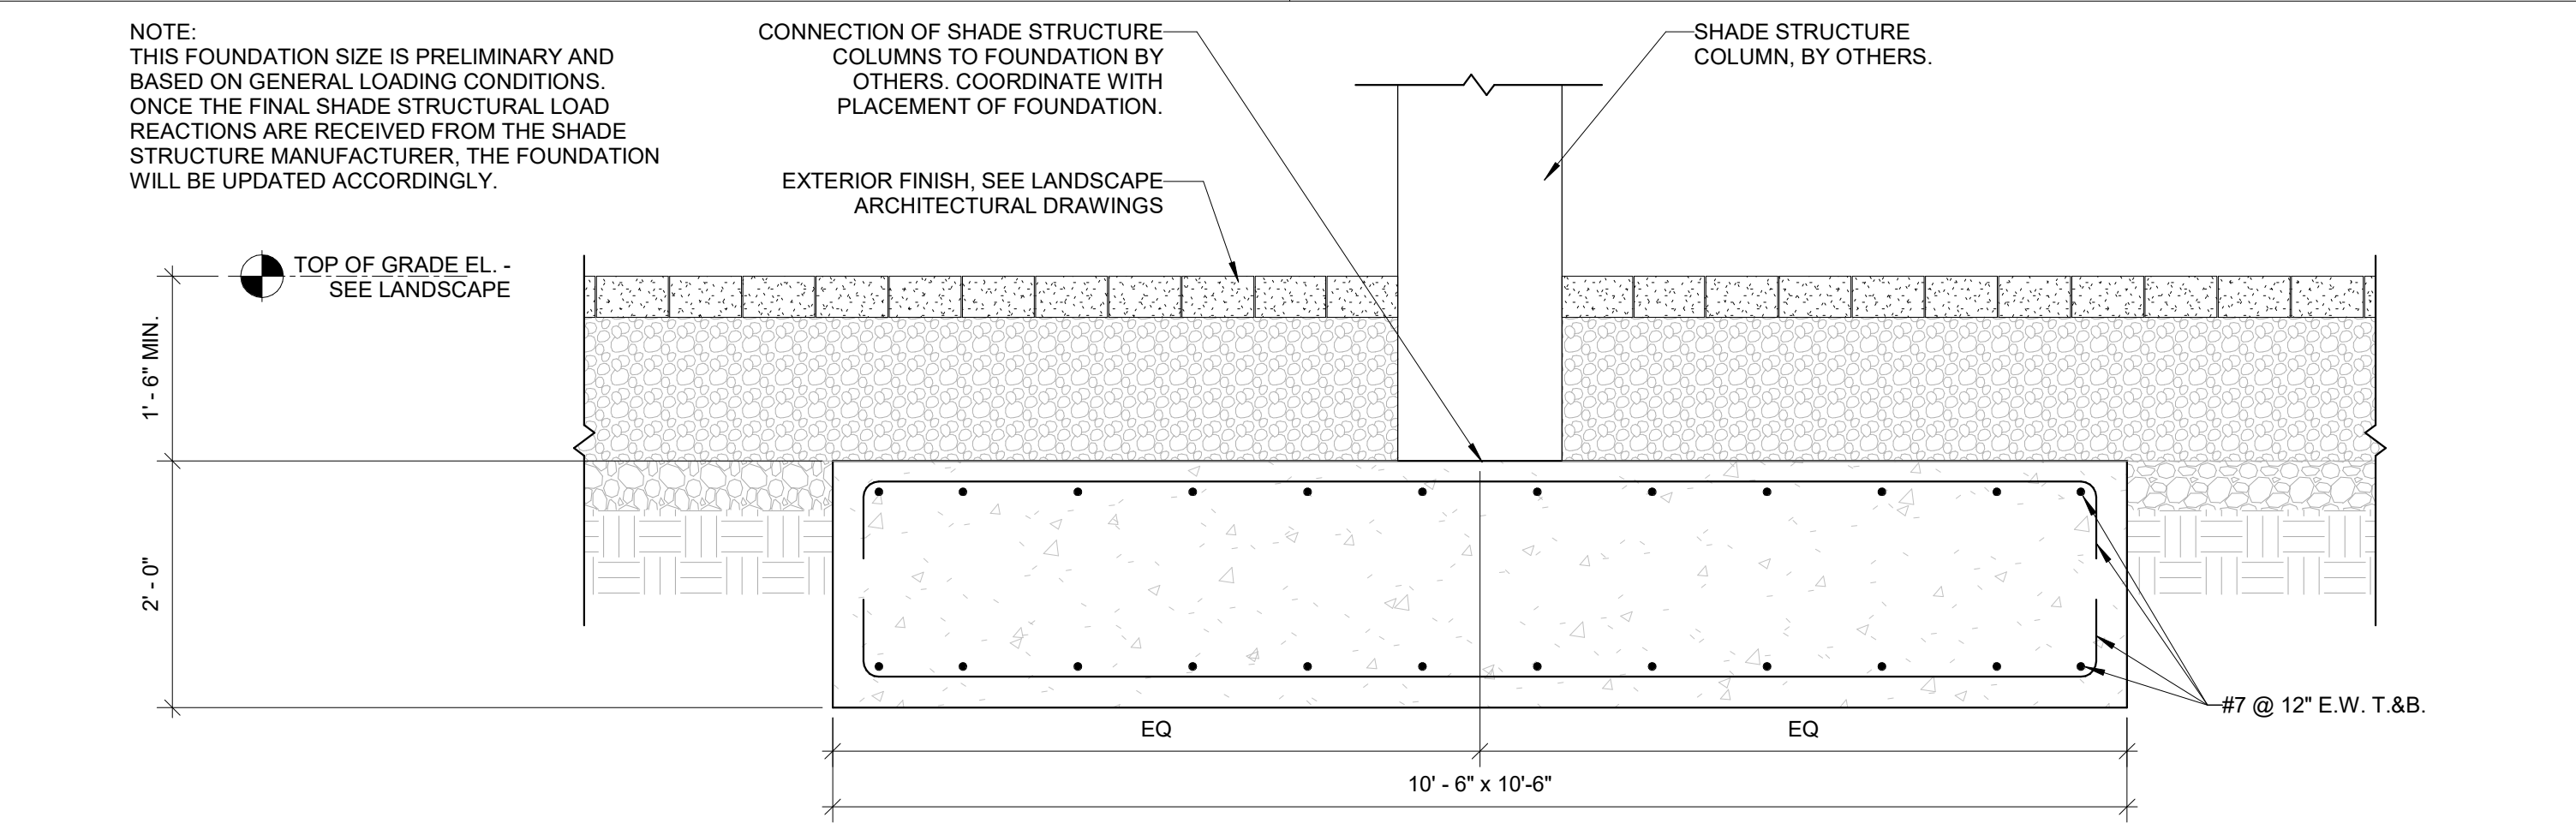 NOTE:
THIS FOUNDATION SIZE IS PRELIMINARY AND
BASED ON GENERAL LOADING CONDITIONS.
ONCE THE FINAL SHADE STRUCTURAL LOAD
REACTIONS ARE RECEIVED FROM THE SHADE
STRUCTURE MANUFACTURER, THE FOUNDATION
WILL BE UPDATED ACCORDINGLY.
CONNECTION OF SHADE STRUCTURE
COLUMNS TO FOUNDATION BY
OTHERS. COORDINATE WITH
PLACEMENT OF FOUNDATION.
SHADE STRUCTURE
COLUMN, BY OTHERS.
EXTERIOR FINISH, SEE LANDSCAPE
ARCHITECTURAL DRAWINGS
TOP OF GRADE EL. -
SEE LANDSCAPE
1' - 6" MIN.
2' - 0"
#7 @ 12" E.W. T.&B.
EQ
EQ
10' - 6" x 10'-6"